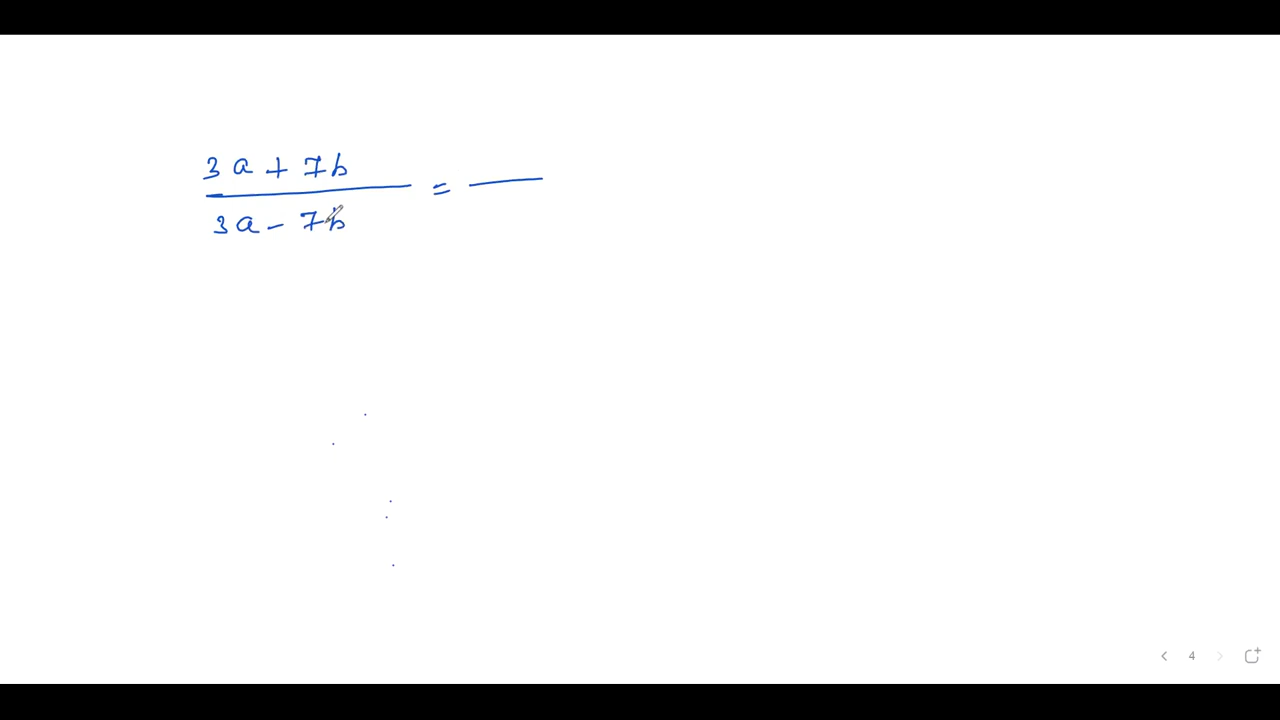 3a + 7b
=
3a - 7b
4